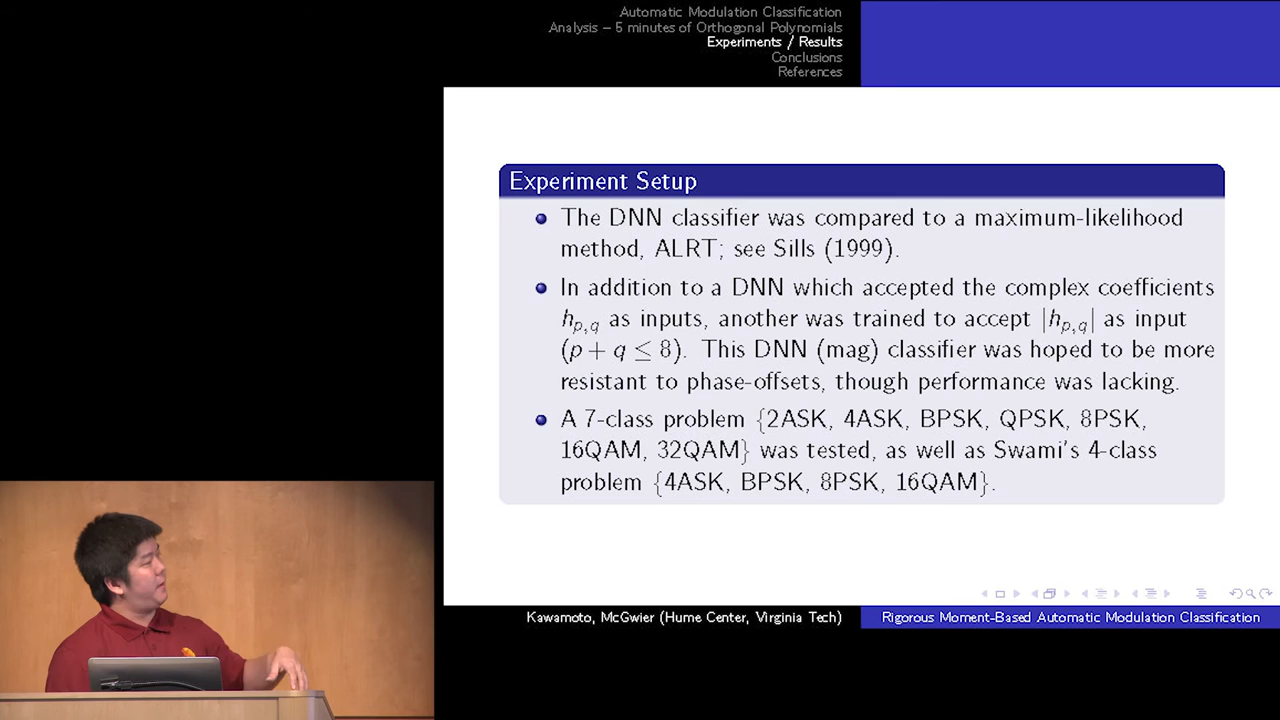 Automatic Modulation Classification
Analysis – 5 minutes of Orthogonal Polynomials
Experiments / Results
Conclusions
References
Experiment Setup
The DNN classifier was compared to a maximum-likelihood
method, ALRT; see Sills (1999).
In addition to a DNN which accepted the complex coefficients
h_{p,q} as inputs, another was trained to accept |h_{p,q}| as input
(p + q ≤ 8). This DNN (mag) classifier was hoped to be more
resistant to phase-offsets, though performance was lacking.
A 7-class problem {2ASK, 4ASK, BPSK, QPSK, 8PSK,
16QAM, 32QAM} was tested, as well as Swami's 4-class
problem {4ASK, BPSK, 8PSK, 16QAM}.
Kawamoto, McGwier (Hume Center, Virginia Tech)
Rigorous Moment-Based Automatic Modulation Classification